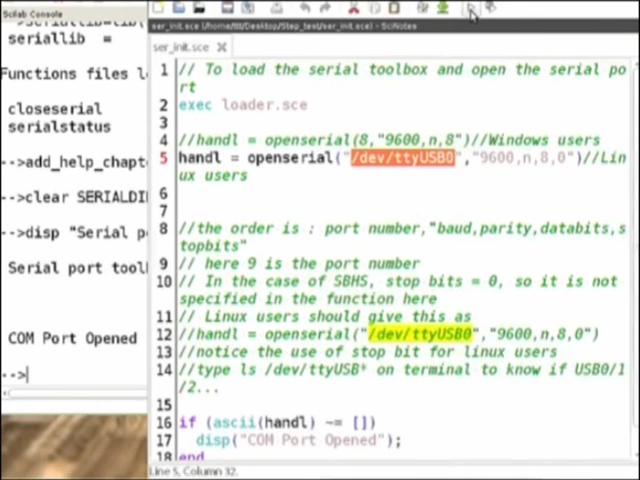 Scilab Console
-->seriallib=lib(
seriallib  =
Functions files l
closeserial
serialstatus
-->add_help_chapt
-->clear SERIALDI
-->disp "Serial p
Serial port tool
COM Port Opened
-->
ser_init.sce (/home/ttt/Desktop/Step_test/ser_init.sce) - SciNotes
ser_init.sce
1 // To load the serial toolbox and open the serial po
rt
2 exec loader.sce
3
4 //handl = openserial(8,"9600,n,8")//Windows users
5 handl = openserial("/dev/ttyUSB0","9600,n,8,0")//Lin
ux users
6
7
8 //the order is : port number,"baud,parity,databits,s
topbits"
9 // here 9 is the port number
10 // In the case of SBHS, stop bits = 0, so it is not
specified in the function here
11 // Linux users should give this as
12 //handl = openserial("/dev/ttyUSB0","9600,n,8,0")
13 //notice the use of stop bit for linux users
14 //type ls /dev/ttyUSB* on terminal to know if USB0/1
/2...
15
16 if (ascii(handl) ~= [])
17 disp("COM Port Opened");
18 end
Line 5, Column 32.